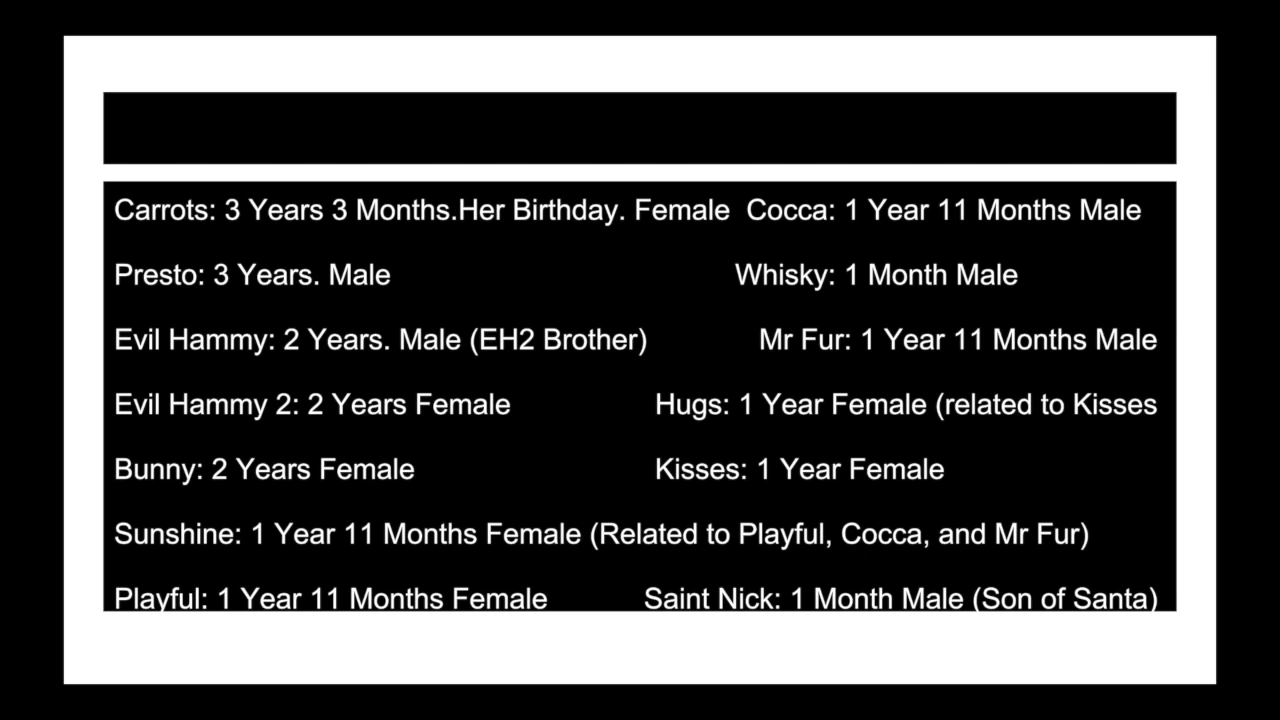 Carrots: 3 Years 3 Months.Her Birthday. Female  Cocca: 1 Year 11 Months Male
Presto: 3 Years. Male  Whisky: 1 Month Male
Evil Hammy: 2 Years. Male (EH2 Brother)  Mr Fur: 1 Year 11 Months Male
Evil Hammy 2: 2 Years Female  Hugs: 1 Year Female (related to Kisses
Bunny: 2 Years Female  Kisses: 1 Year Female
Sunshine: 1 Year 11 Months Female (Related to Playful, Cocca, and Mr Fur)
Playful: 1 Year 11 Months Female  Saint Nick: 1 Month Male (Son of Santa)